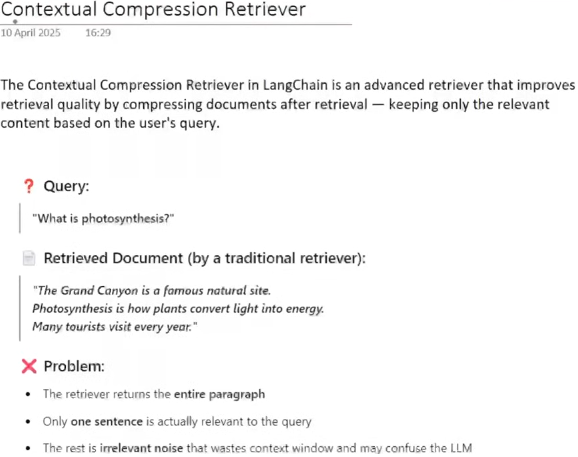 Contextual Compression Retriever
10 April 2025 16:29
The Contextual Compression Retriever in LangChain is an advanced retriever that improves
retrieval quality by compressing documents after retrieval — keeping only the relevant
content based on the user's query.
❓ Query:
"What is photosynthesis?"
📄 Retrieved Document (by a traditional retriever):
"The Grand Canyon is a famous natural site.
Photosynthesis is how plants convert light into energy.
Many tourists visit every year."
❌ Problem:
• The retriever returns the entire paragraph
• Only one sentence is actually relevant to the query
• The rest is irrelevant noise that wastes context window and may confuse the LLM